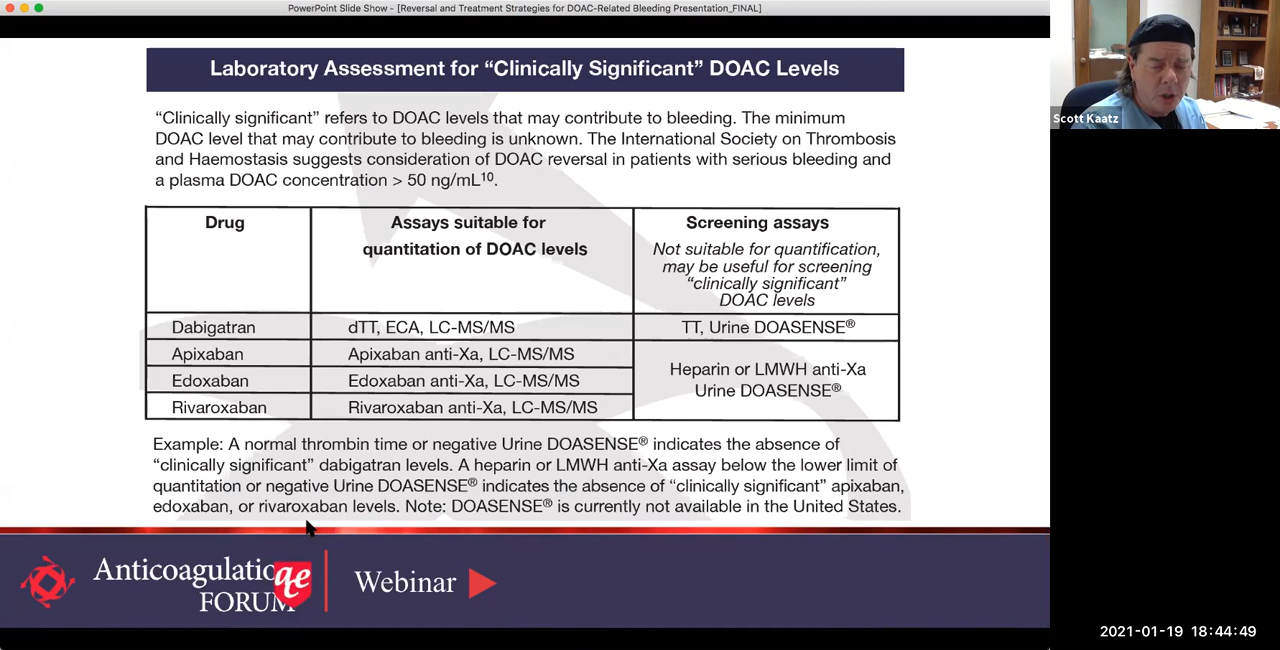 PowerPoint Slide Show - [Reversal and Treatment Strategies for DOAC-Related Bleeding Presentation_FINAL]
Laboratory Assessment for “Clinically Significant” DOAC Levels
“Clinically significant” refers to DOAC levels that may contribute to bleeding. The minimum
DOAC level that may contribute to bleeding is unknown. The International Society on Thrombosis
and Haemostasis suggests consideration of DOAC reversal in patients with serious bleeding and
a plasma DOAC concentration > 50 ng/mL¹⁰.
Drug
Assays suitable for
quantitation of DOAC levels
Screening assays
Not suitable for quantification,
may be useful for screening
“clinically significant”
DOAC levels
Dabigatran
dTT, ECA, LC-MS/MS
TT, Urine DOASENSE®
Apixaban
Apixaban anti-Xa, LC-MS/MS
Edoxaban
Edoxaban anti-Xa, LC-MS/MS
Rivaroxaban
Rivaroxaban anti-Xa, LC-MS/MS
Heparin or LMWH anti-Xa
Urine DOASENSE®
Example: A normal thrombin time or negative Urine DOASENSE® indicates the absence of
“clinically significant” dabigatran levels. A heparin or LMWH anti-Xa assay below the lower limit of
quantitation or negative Urine DOASENSE® indicates the absence of “clinically significant” apixaban,
edoxaban, or rivaroxaban levels. Note: DOASENSE® is currently not available in the United States.
Anticoagulatio
FORUM
ae
Webinar
Scott Kaatz
2021-01-19 18:44:49